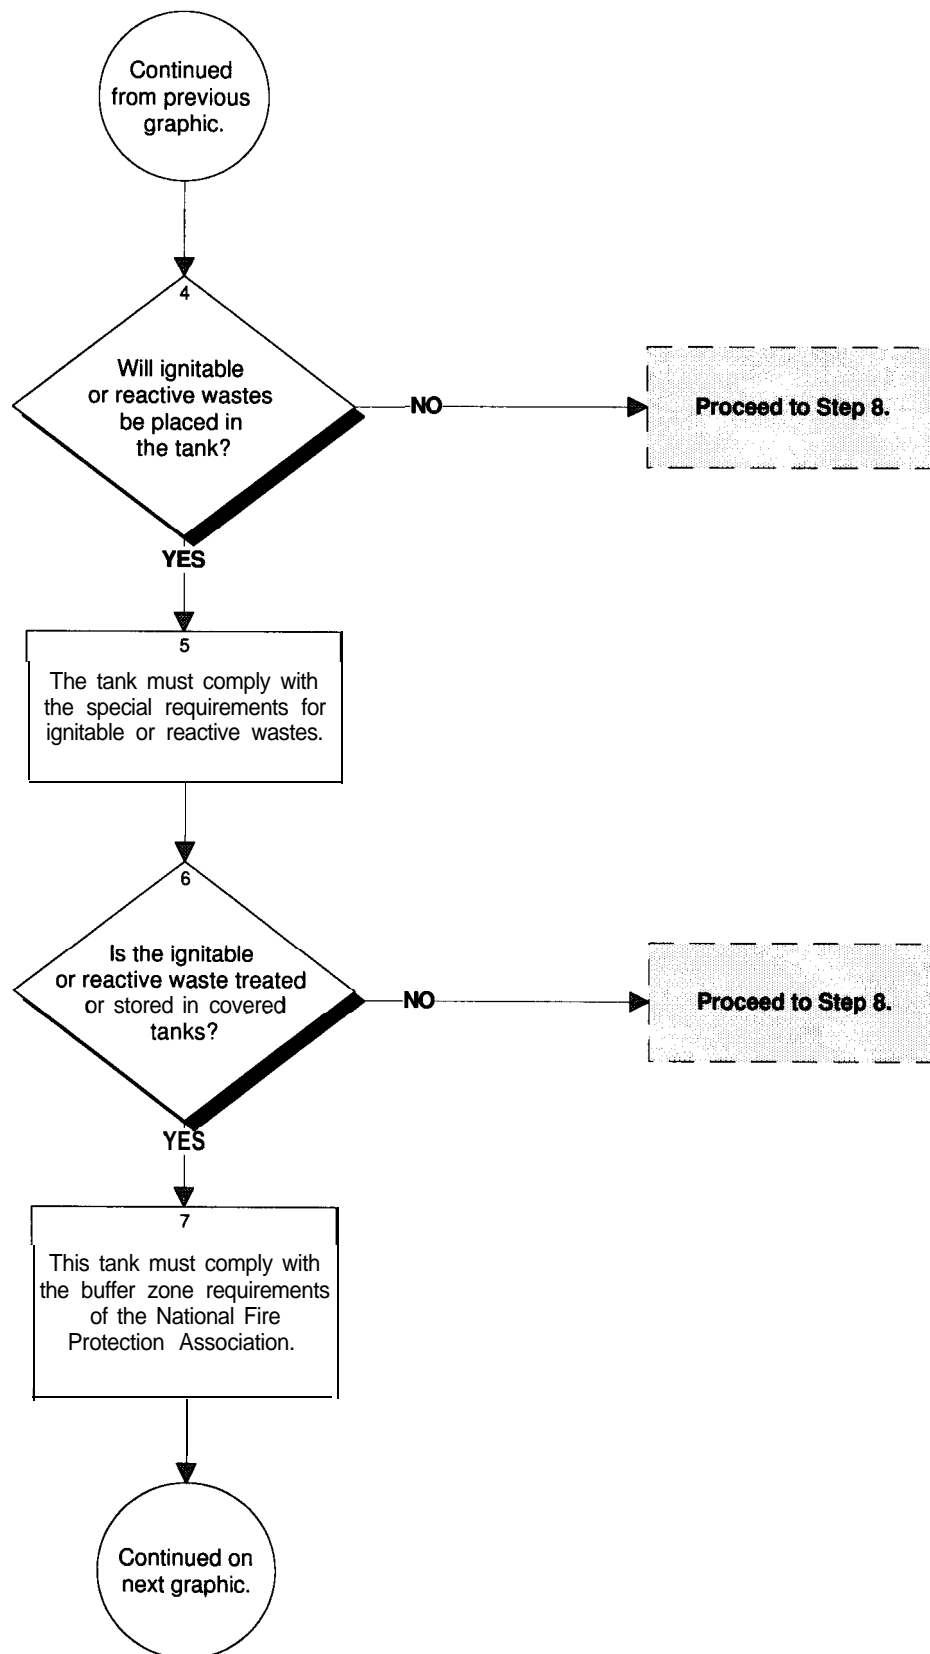 Continued
from previous
graphic.
4
Will ignitable
or reactive wastes
be placed in
the tank?
NO
Proceed to Step 8.
YES
5
The tank must comply with
the special requirements for
ignitable or reactive wastes.
6
Is the ignitable
or reactive waste treated
or stored in covered
tanks?
NO
Proceed to Step 8.
YES
7
This tank must comply with
the buffer zone requirements
of the National Fire
Protection Association.
Continued on
next graphic.